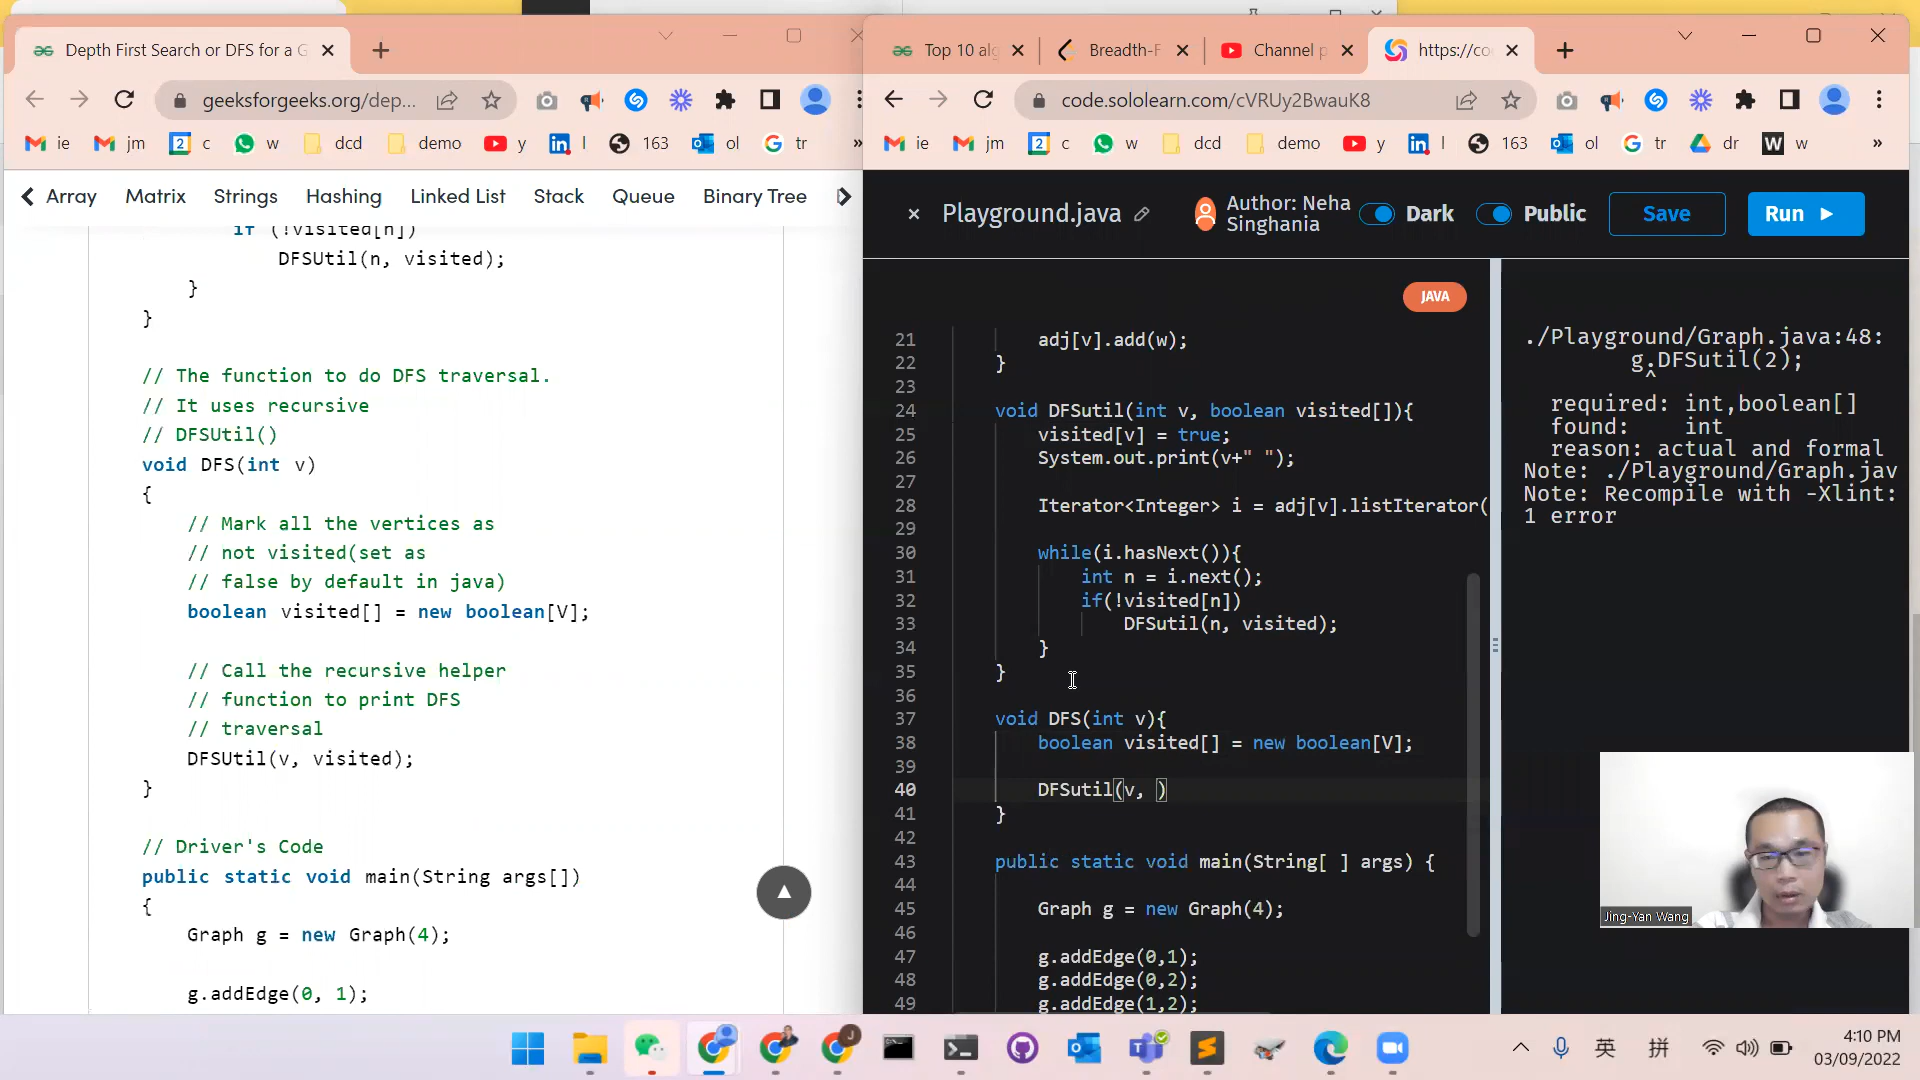 Depth First Search or DFS for a G
geeksforgeeks.org/dep...
ie
jm
c
w
dcd
demo
y
l
163
ol
tr
»
Array
Matrix
Strings
Hashing
Linked List
Stack
Queue
Binary Tree
if (!visited[n])
DFSUtil(n, visited);
}
}
// The function to do DFS traversal.
// It uses recursive
// DFSUtil()
void DFS(int v)
{
// Mark all the vertices as
// not visited(set as
// false by default in java)
boolean visited[] = new boolean[V];
// Call the recursive helper
// function to print DFS
// traversal
DFSUtil(v, visited);
}
// Driver's Code
public static void main(String args[])
{
Graph g = new Graph(4);
g.addEdge(0, 1);
Top 10 alg
Breadth-F
Channel p
https://co
code.sololearn.com/cVRUy2BwauK8
ie
jm
c
w
dcd
demo
y
l
163
ol
tr
dr
W w
»
Playground.java
Author: Neha
Singhania
Dark
Public
Save
Run
JAVA
21 adj[v].add(w);
22 }
23
24 void DFSutil(int v, boolean visited[]){
25 visited[v] = true;
26 System.out.print(v+" ");
27
28 Iterator<Integer> i = adj[v].listIterator(
29
30 while(i.hasNext()){
31 int n = i.next();
32 if(!visited[n])
33 DFSutil(n, visited);
34 }
35 }
36
37 void DFS(int v){
38 boolean visited[] = new boolean[V];
39
40 DFSutil(v, )
41 }
42
43 public static void main(String[ ] args) {
44
45 Graph g = new Graph(4);
46
47 g.addEdge(0,1);
48 g.addEdge(0,2);
49 g.addEdge(1,2);
./Playground/Graph.java:48:
g.DFSutil(2);
^
required: int,boolean[]
found: int
reason: actual and formal
Note: ./Playground/Graph.jav
Note: Recompile with -Xlint:
1 error
Jing-Yan Wang
英
拼
4:10 PM
03/09/2022